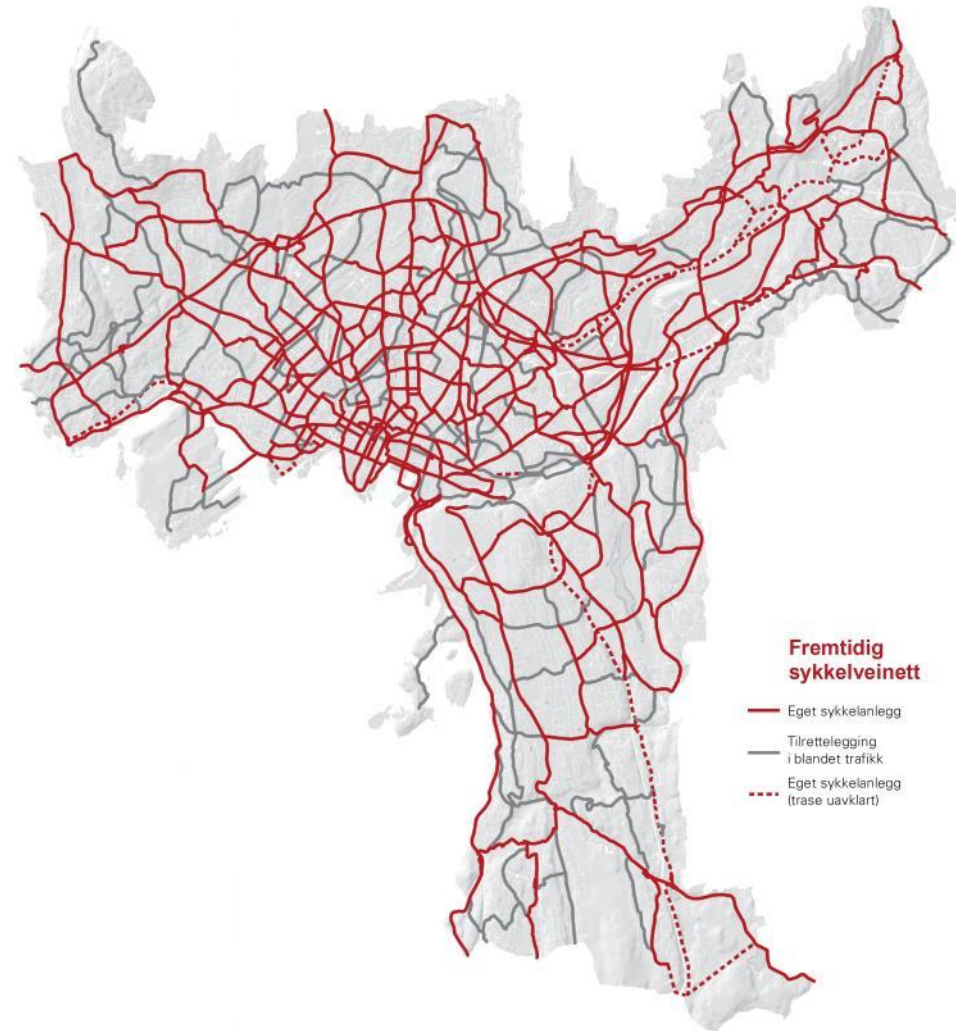 Fremtidig
sykkelveinett
Eget sykkelanlegg
Tilrettelegging
i blandet trafikk
Eget sykkelanlegg
(trase uavklart)